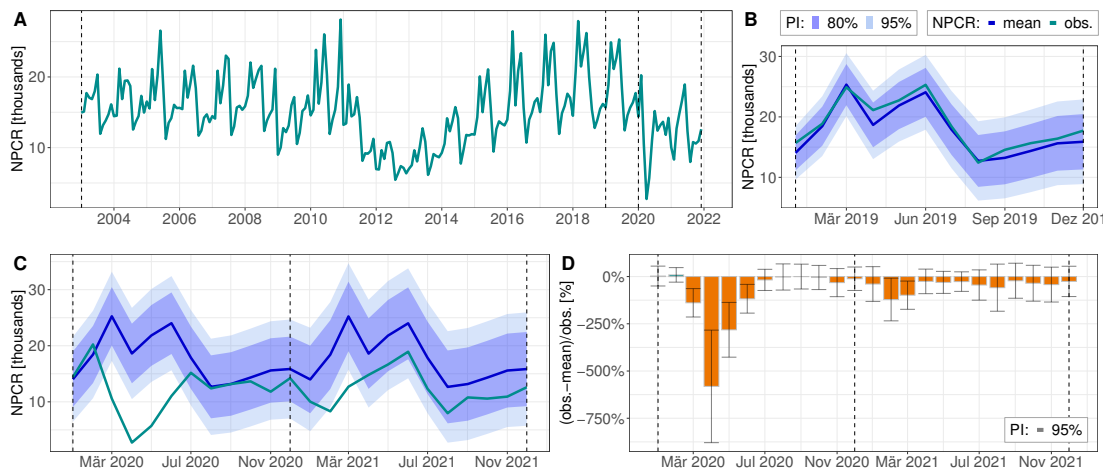 A
NPCR [thousands]
20
10
2004 2006 2008 2010 2012 2014 2016 2018 2020 2022
B
PI: 80% 95%
NPCR: mean obs.
NPCR [thousands]
30
20
10
Mär 2019 Jun 2019 Sep 2019 Dez 201
C
NPCR [thousands]
30
20
10
Mär 2020 Jul 2020 Nov 2020 Mär 2021 Jul 2021 Nov 2021
D
(obs.−mean)/obs. [%]
0%
−250%
−500%
−750%
PI: 95%
Mär 2020 Jul 2020 Nov 2020 Mär 2021 Jul 2021 Nov 2021